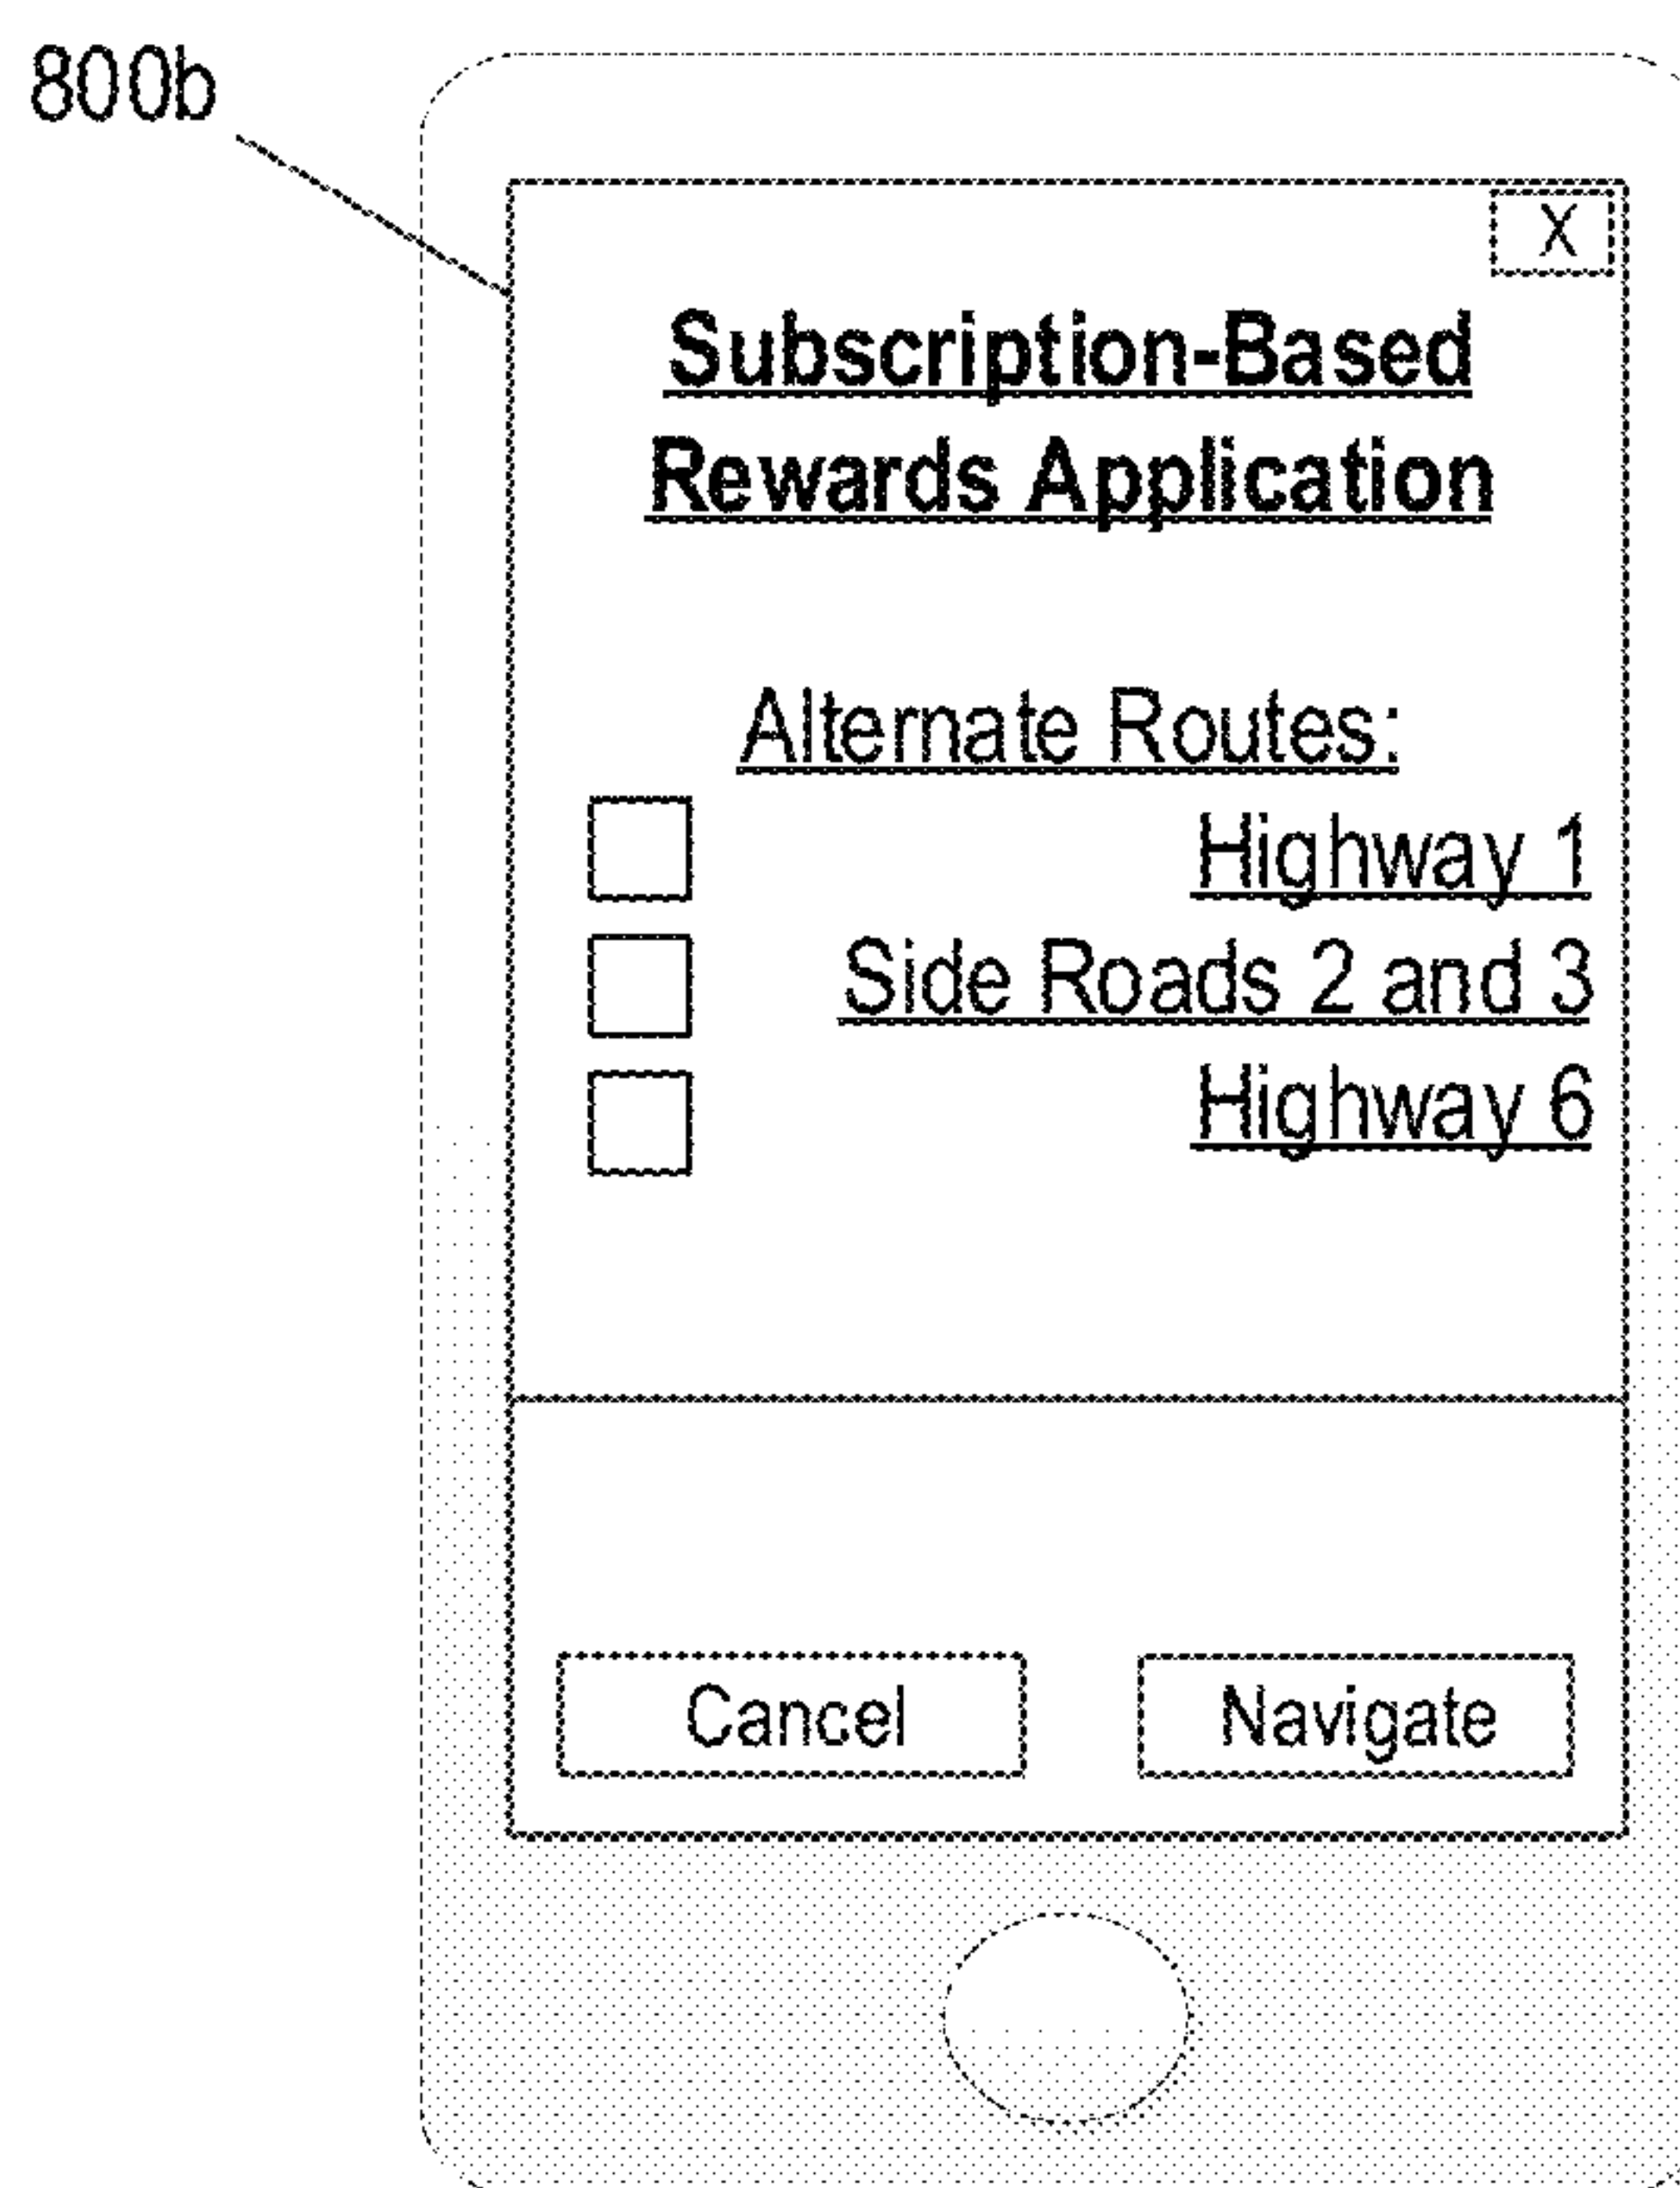 800b
X
Subscription-Based
Rewards Application
Alternate Routes:
Highway 1
Side Roads 2 and 3
Highway 6
Cancel
Navigate